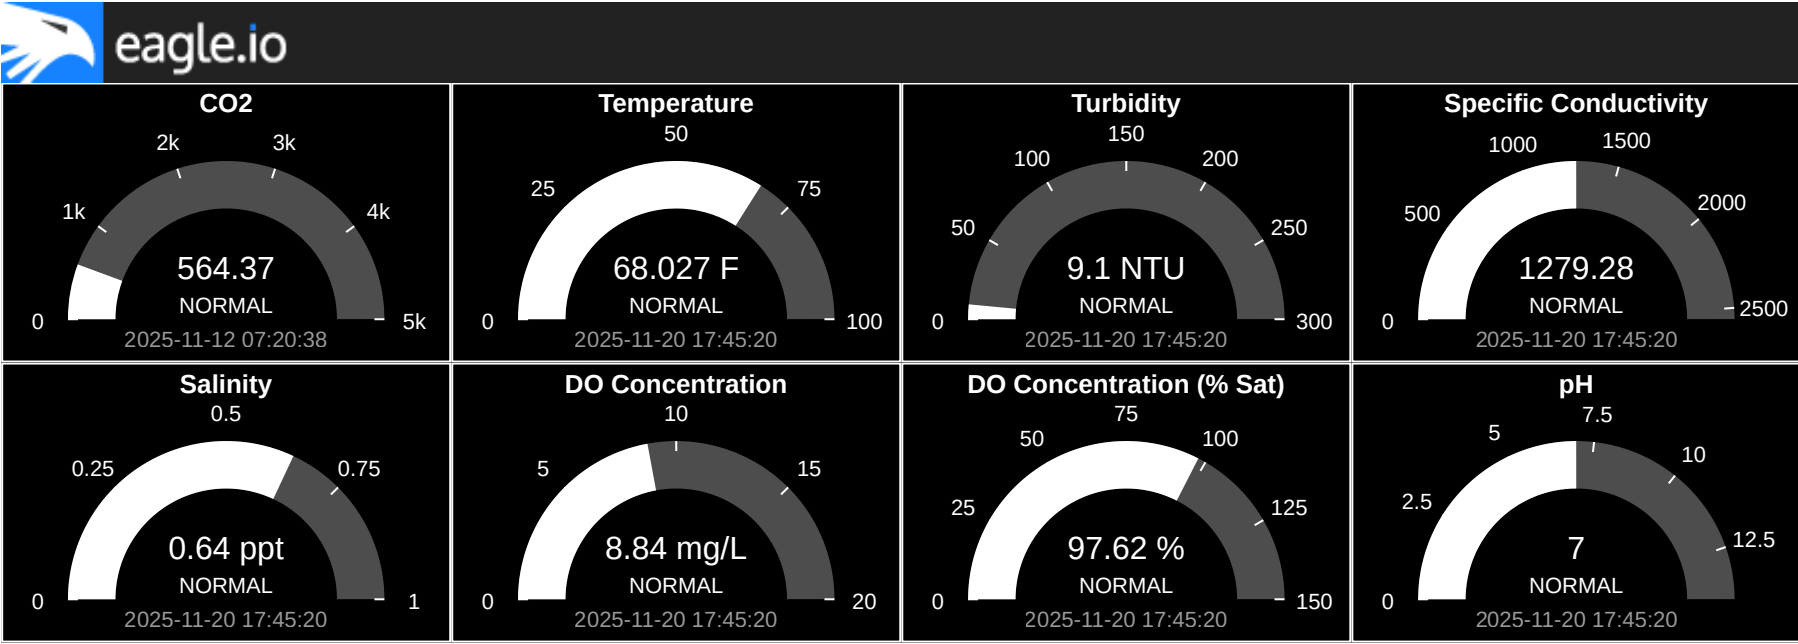 eagle.io
CO2
0
1k
2k
3k
4k
5k
564.37
NORMAL
2025-11-12 07:20:38
Temperature
0
25
50
75
100
68.027 F
NORMAL
2025-11-20 17:45:20
Turbidity
0
50
100
150
200
250
300
9.1 NTU
NORMAL
2025-11-20 17:45:20
Specific Conductivity
0
500
1000
1500
2000
2500
1279.28
NORMAL
2025-11-20 17:45:20
Salinity
0
0.25
0.5
0.75
1
0.64 ppt
NORMAL
2025-11-20 17:45:20
DO Concentration
0
5
10
15
20
8.84 mg/L
NORMAL
2025-11-20 17:45:20
DO Concentration (% Sat)
0
25
50
75
100
125
150
97.62 %
NORMAL
2025-11-20 17:45:20
pH
0
2.5
5
7.5
10
12.5
7
NORMAL
2025-11-20 17:45:20